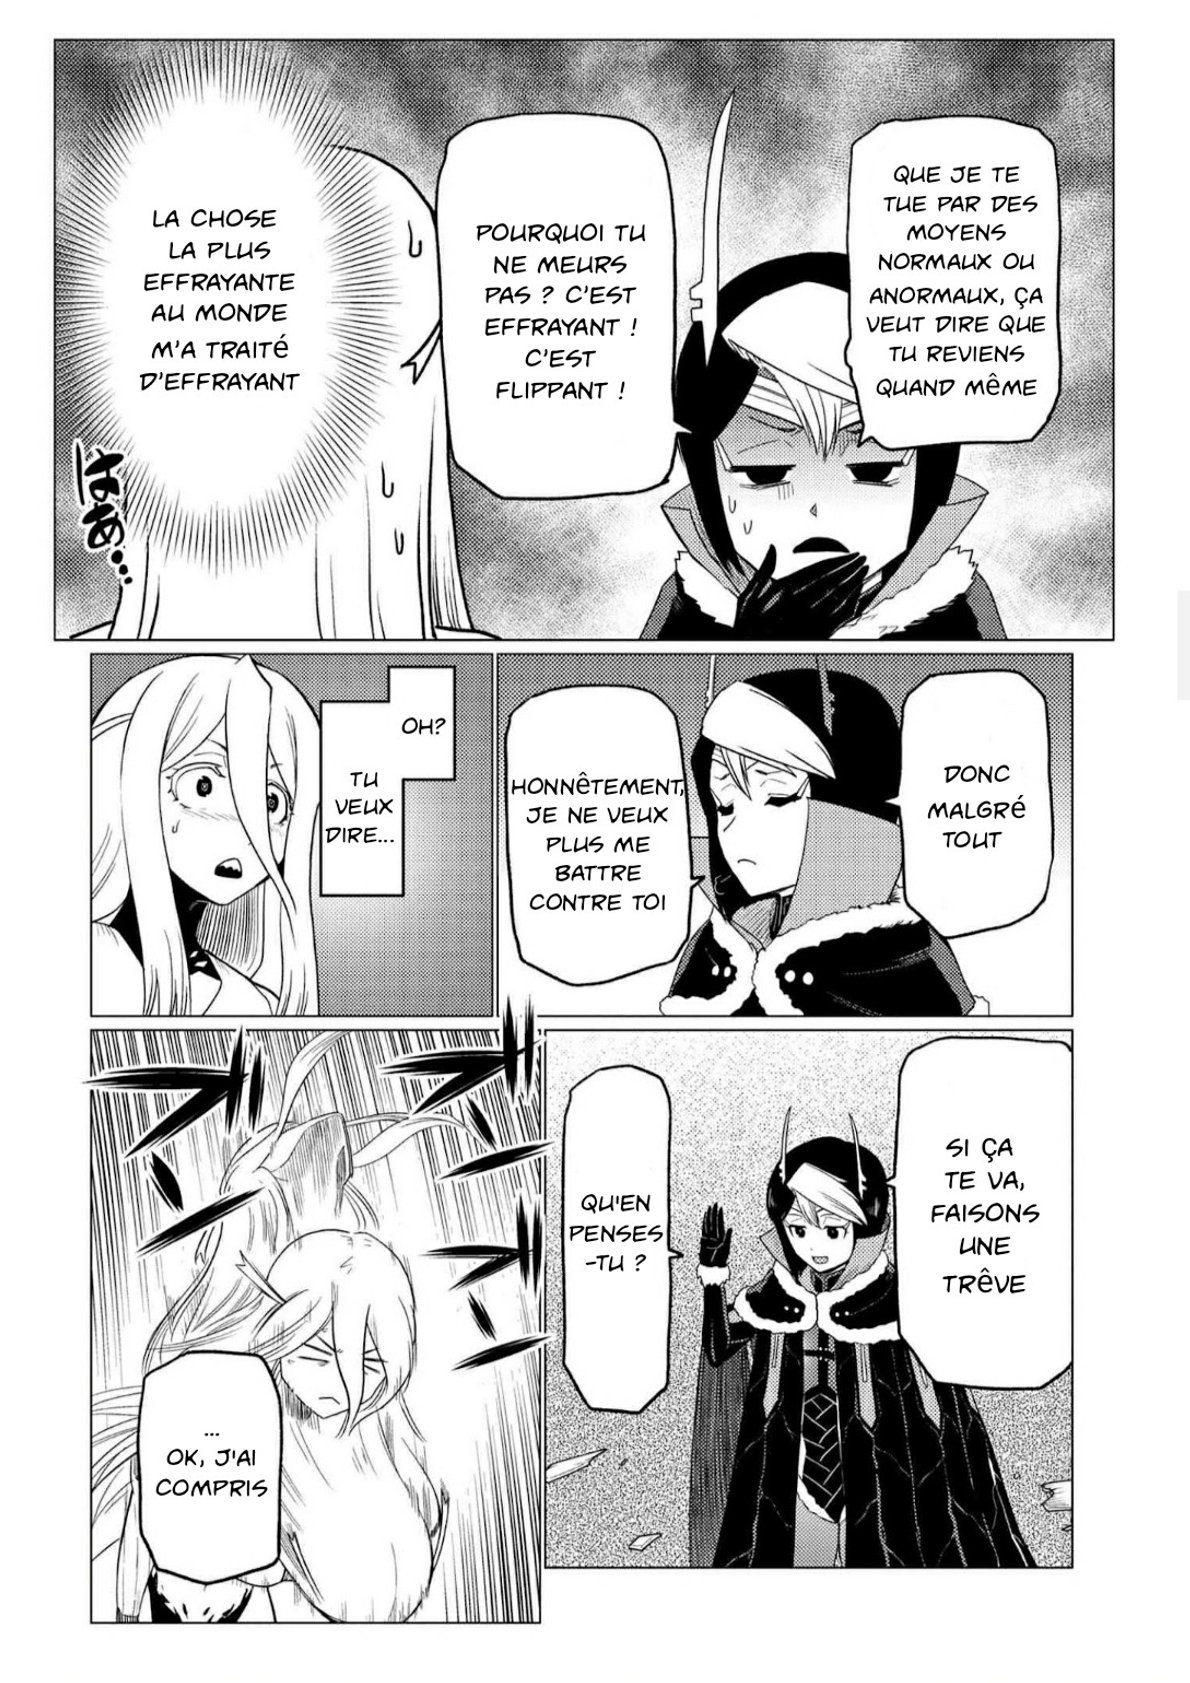 QUE JE TE
TUE PAR DES
MOYENS
NORMAUX OU
ANORMAUX, ÇA
VEUT DIRE QUE
TU REVIENS
QUAND MÊME
POURQUOI TU
NE MEURS
PAS ? C'EST
EFFRAYANT !
C'EST
FLIPPANT !
LA CHOSE
LA PLUS
EFFRAYANTE
AU MONDE
M'A TRAITÉ
D'EFFRAYANT
はあ…
DONC
MALGRÉ
TOUT
HONNÊTEMENT,
JE NE VEUX
PLUS ME
BATTRE
CONTRE TOI
OH?
TU
VEUX
DIRE...
SI ÇA
TE VA,
FAISONS
UNE
TRÊVE
QU'EN
PENSES
-TU ?
...
OK, J'AI
COMPRIS